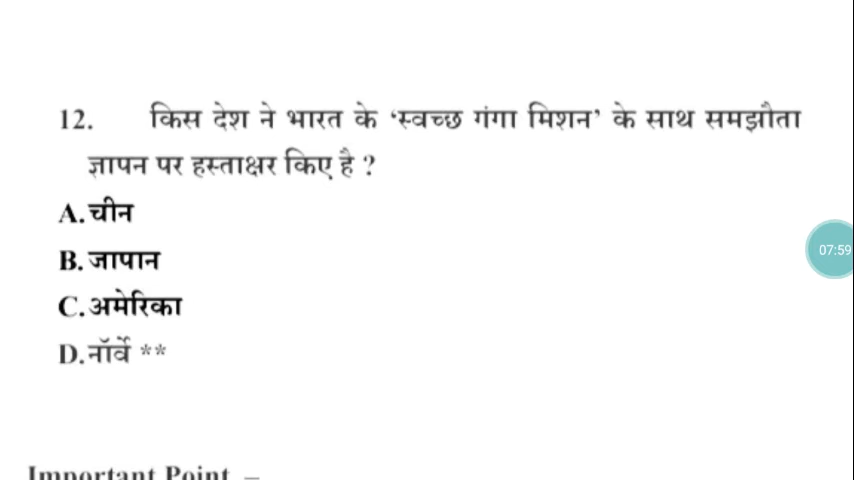 12. किस देश ने भारत के ‘स्वच्छ गंगा मिशन’ के साथ समझौता
ज्ञापन पर हस्ताक्षर किए है ?
A.चीन
B.जापान
C.अमेरिका
D.नॉर्वे **
07:59
Important Point –